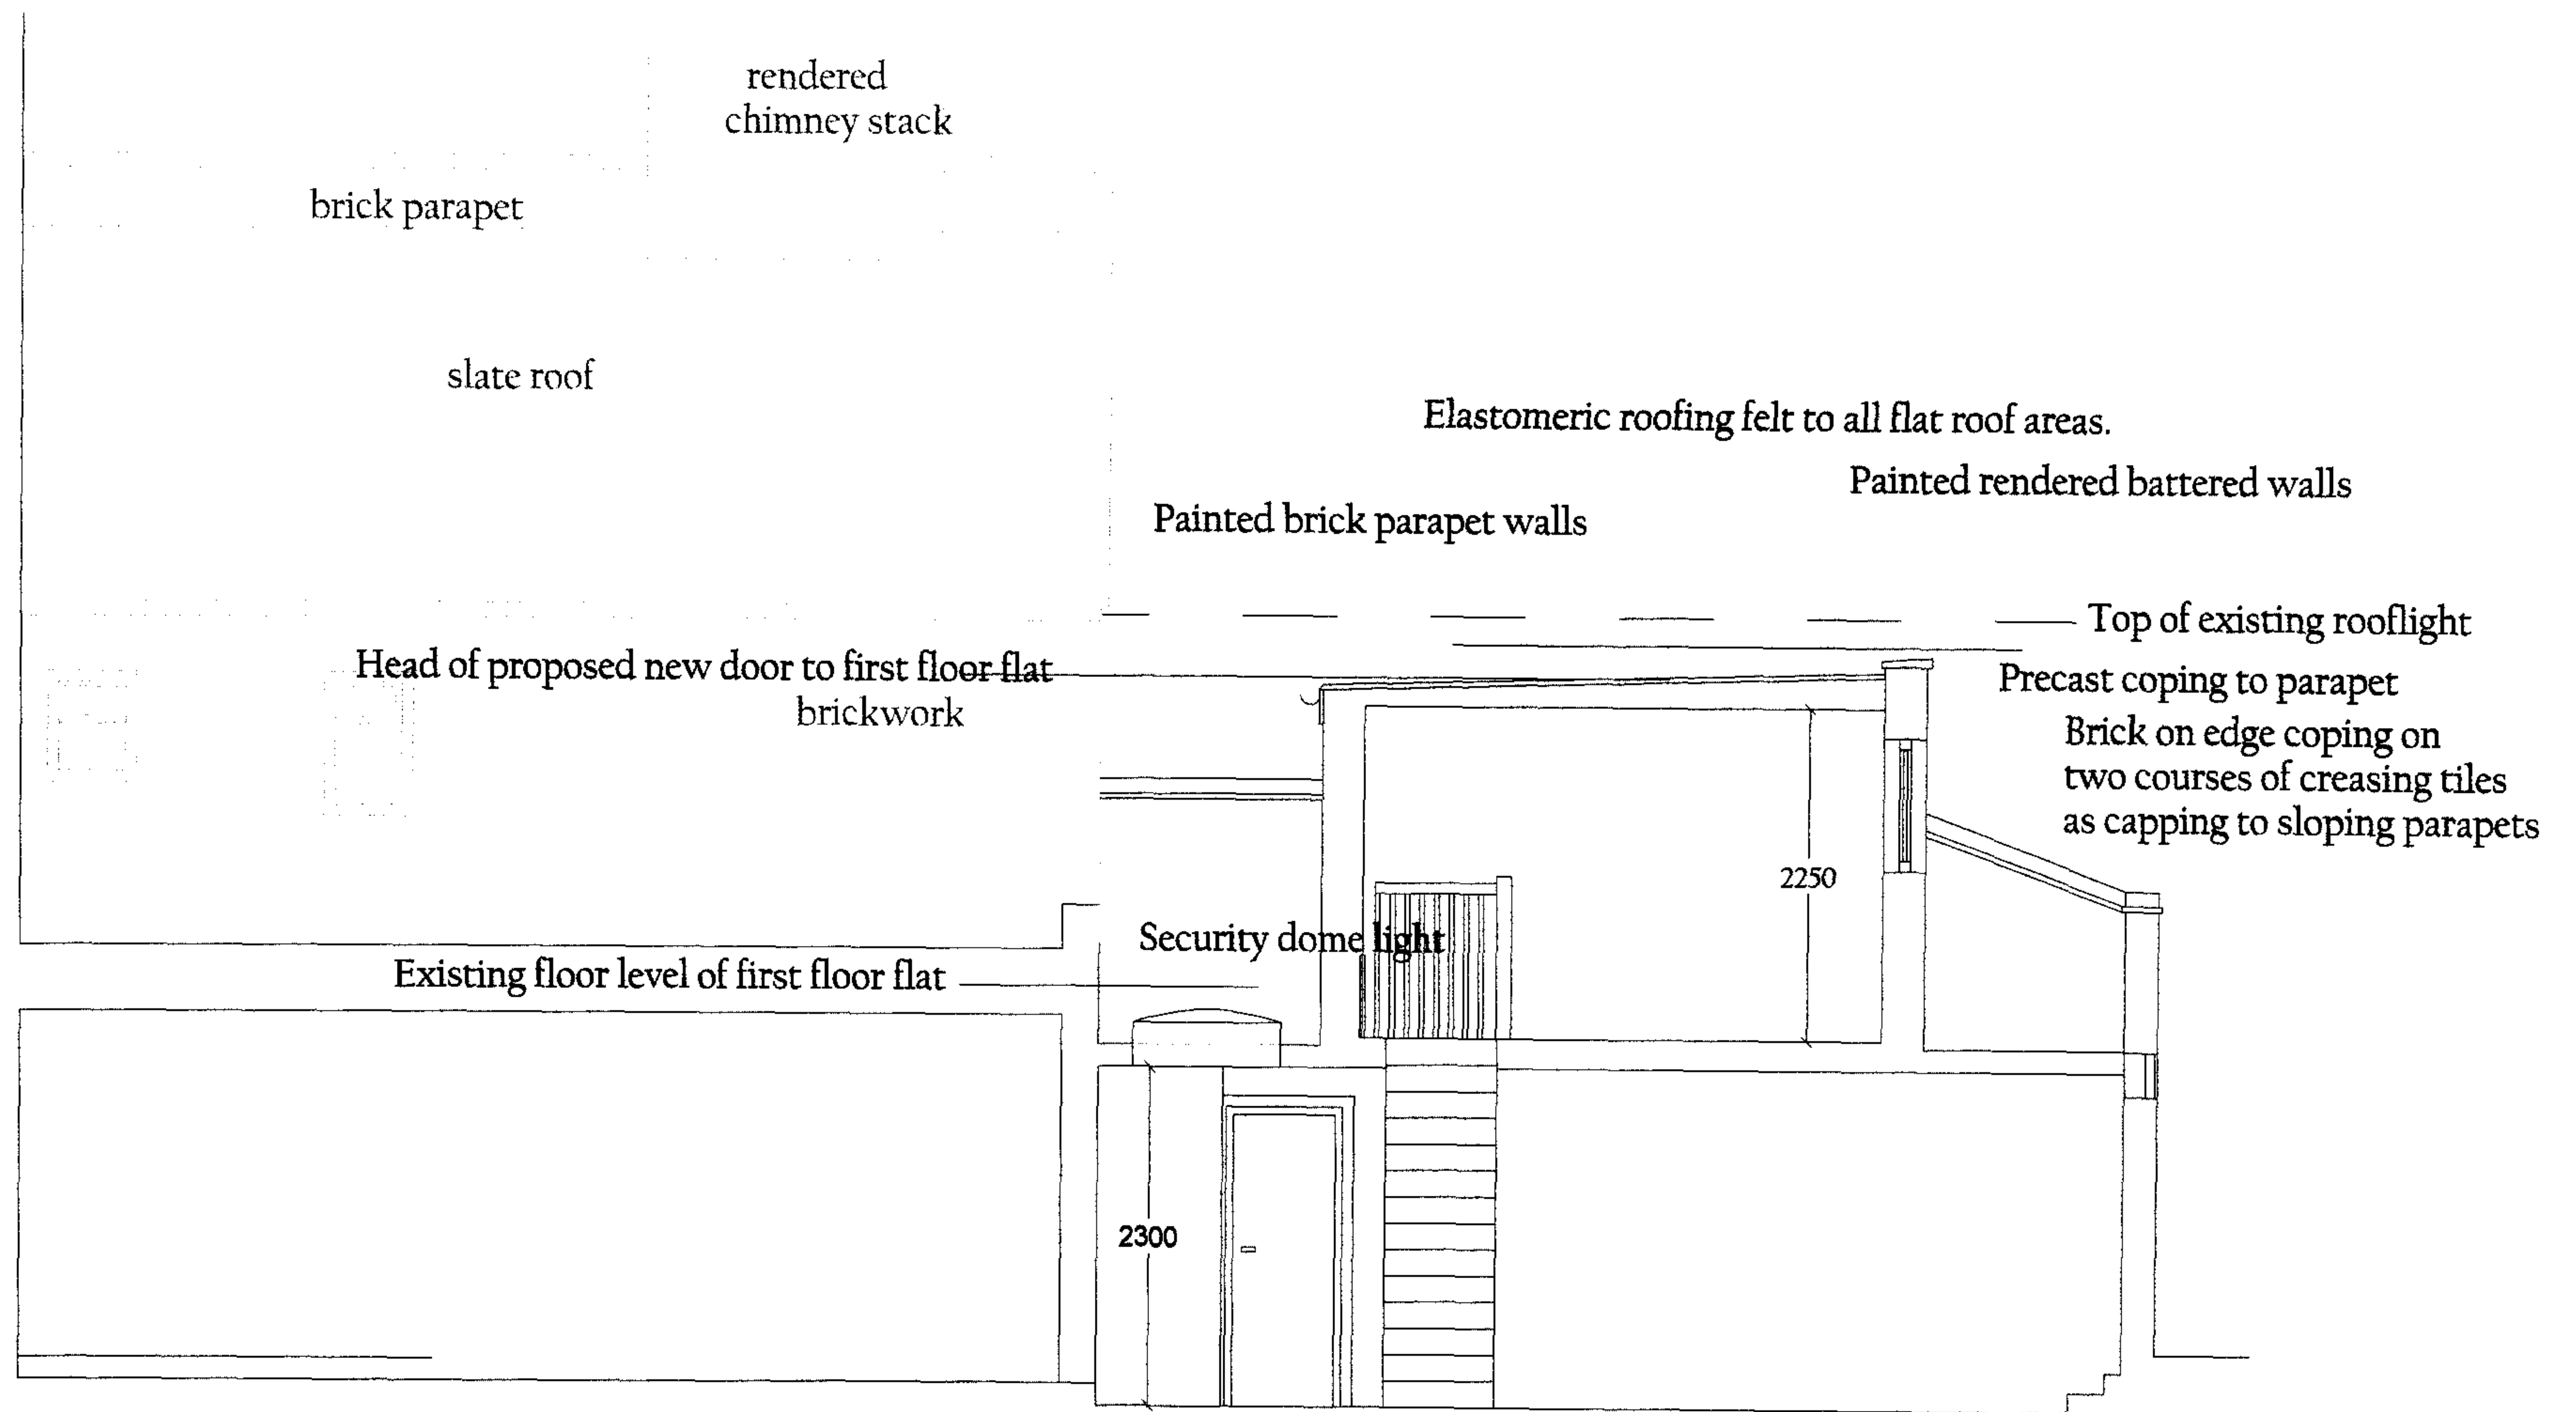 rendered
chimney stack
brick parapet
slate roof
Elastomeric roofing felt to all flat roof areas.
Painted rendered battered walls
Painted brick parapet walls
Top of existing rooflight
Head of proposed new door to first floor flat
Precast coping to parapet
brickwork
Brick on edge coping on
two courses of creasing tiles
as capping to sloping parapets
2250
Security dome light
Existing floor level of first floor flat
2300